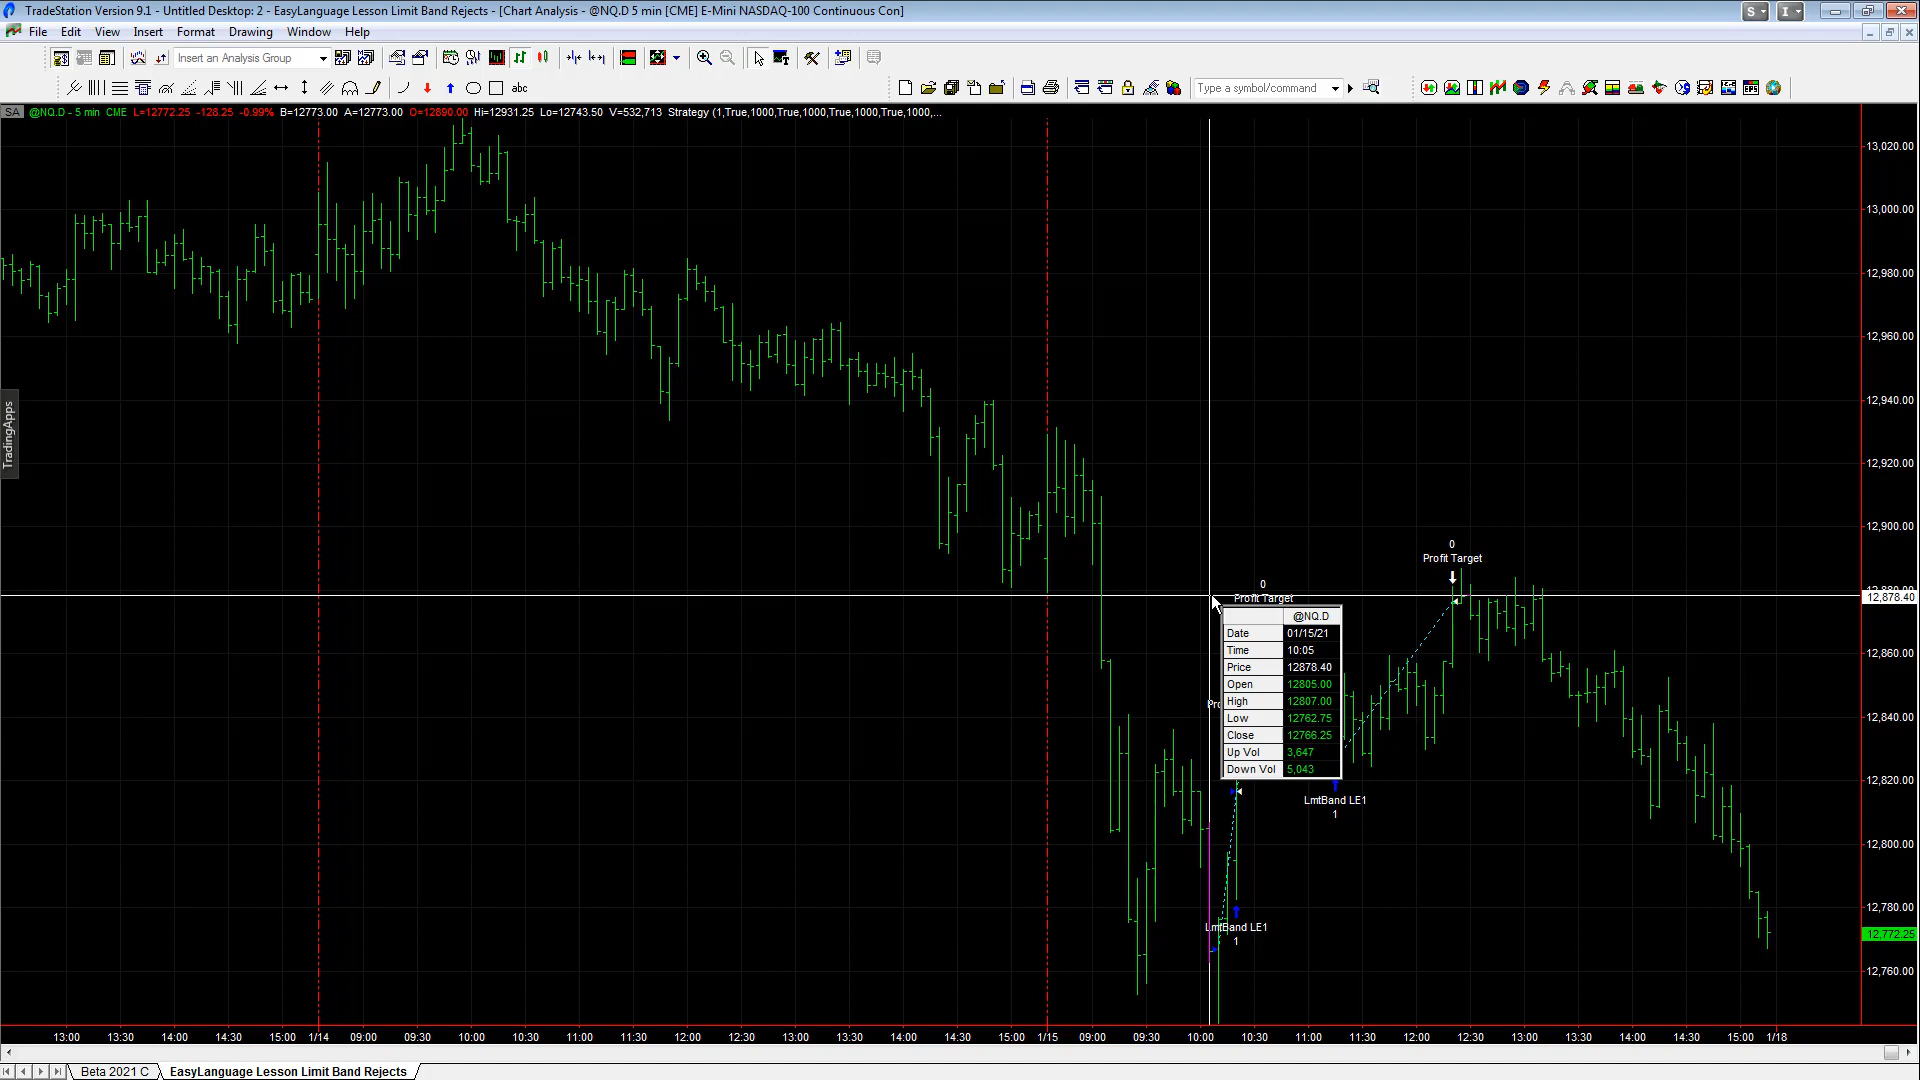 TradeStation Version 9.1 - Untitled Desktop: 2 - EasyLanguage Lesson Limit Band Rejects - [Chart Analysis - @NQ.D 5 min [CME] E-Mini NASDAQ-100 Continuous Con]
S I
File Edit View Insert Format Drawing Window Help
Insert an Analysis Group
abc Type a symbol/command
SA @NQ.D - 5 min CME L=12772.25 -128.25 -0.99% B=12773.00 A=12773.00 O=12890.00 Hi=12931.25 Lo=12743.50 V=532,713 Strategy (1,True,1000,True,1000,True,1000,True,1000,...
13,020.00
13,000.00
12,980.00
12,960.00
12,940.00
12,920.00
12,900.00
12,878.40
12,860.00
12,840.00
12,820.00
12,800.00
12,780.00
12,772.25
12,760.00
TradingApps
0
Profit Target
0
Profit Target
@NQ.D
Date 01/15/21
Time 10:05
Price 12878.40
Open 12805.00
High 12807.00
Low 12762.75
Close 12766.25
Up Vol 3,647
Down Vol 5,043
LmtBand LE1
1
LmtBand LE1
1
13:00 13:30 14:00 14:30 15:00 1/14 09:00 09:30 10:00 10:30 11:00 11:30 12:00 12:30 13:00 13:30 14:00 14:30 15:00 1/15 09:00 09:30 10:00 10:30 11:00 11:30 12:00 12:30 13:00 13:30 14:00 14:30 15:00 1/18
Beta 2021 C EasyLanguage Lesson Limit Band Rejects